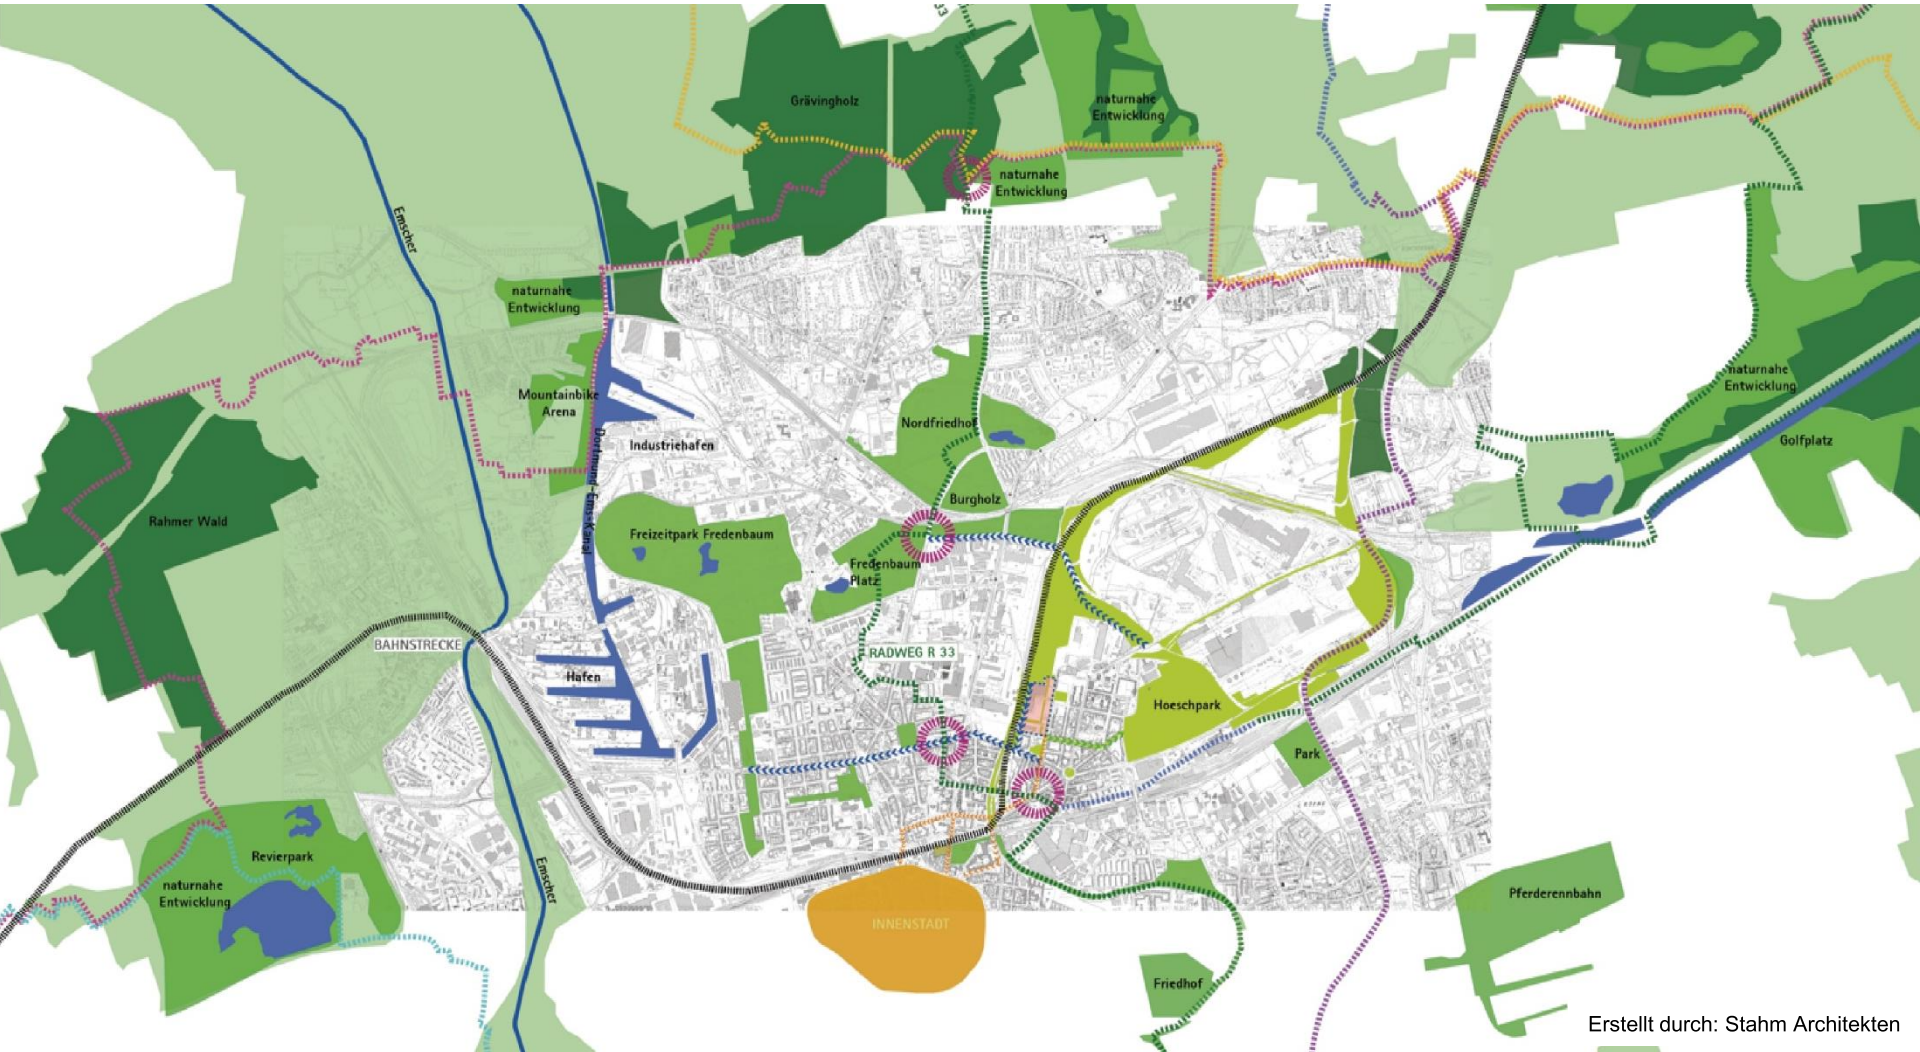 33
Grävingholz
naturnahe
Entwicklung
naturnahe
Entwicklung
Emscher
naturnahe
Entwicklung
naturnahe
Entwicklung
Mountainbike
Arena
Nordfriedhof
Golfplatz
Dortmund-Ems-Kanal
Industriehafen
Burgholz
Rahmer Wald
Freizeitpark Fredenbaum
Fredenbaum
Platz
BAHNSTRECKE
RADWEG R 33
Hafen
Hoeschpark
Park
Revierpark
naturnahe
Entwicklung
Emscher
Pferderennbahn
INNENSTADT
Friedhof
Erstellt durch: Stahm Architekten